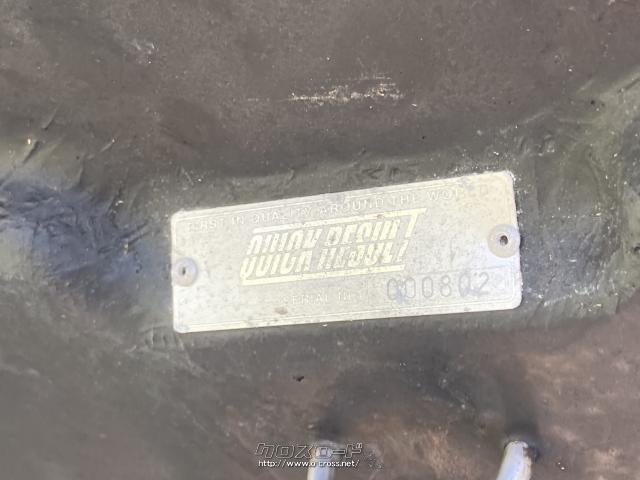 FAST IN QUALITY AROUND THE WORLD
QUICK RESULT
SERIAL No. 000802
クロスロード
http://www.o-cross.net/